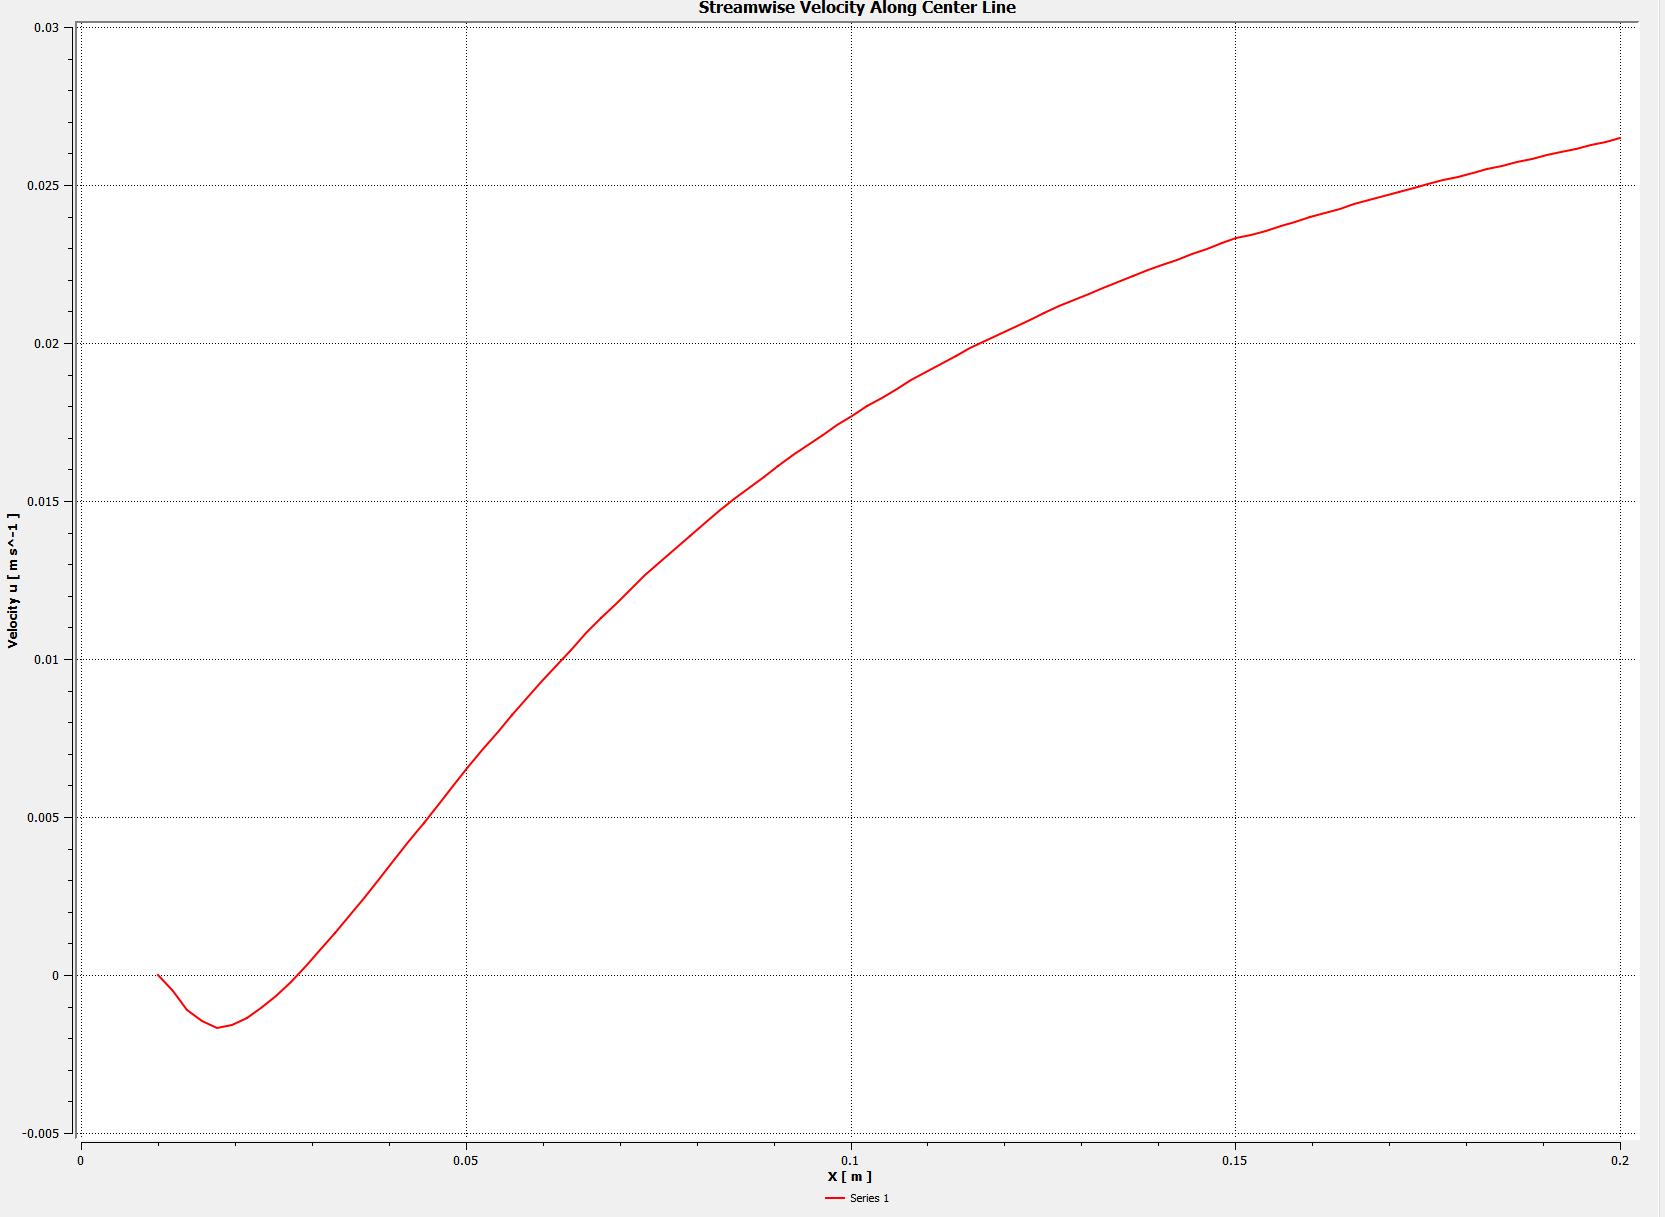 Streamwise Velocity Along Center Line
0.03
0.025
0.02
0.015
0.01
0.005
0
-0.005
Velocity u [ m s^-1 ]
0 0.05 0.1 0.15 0.2
X [ m ]
Series 1